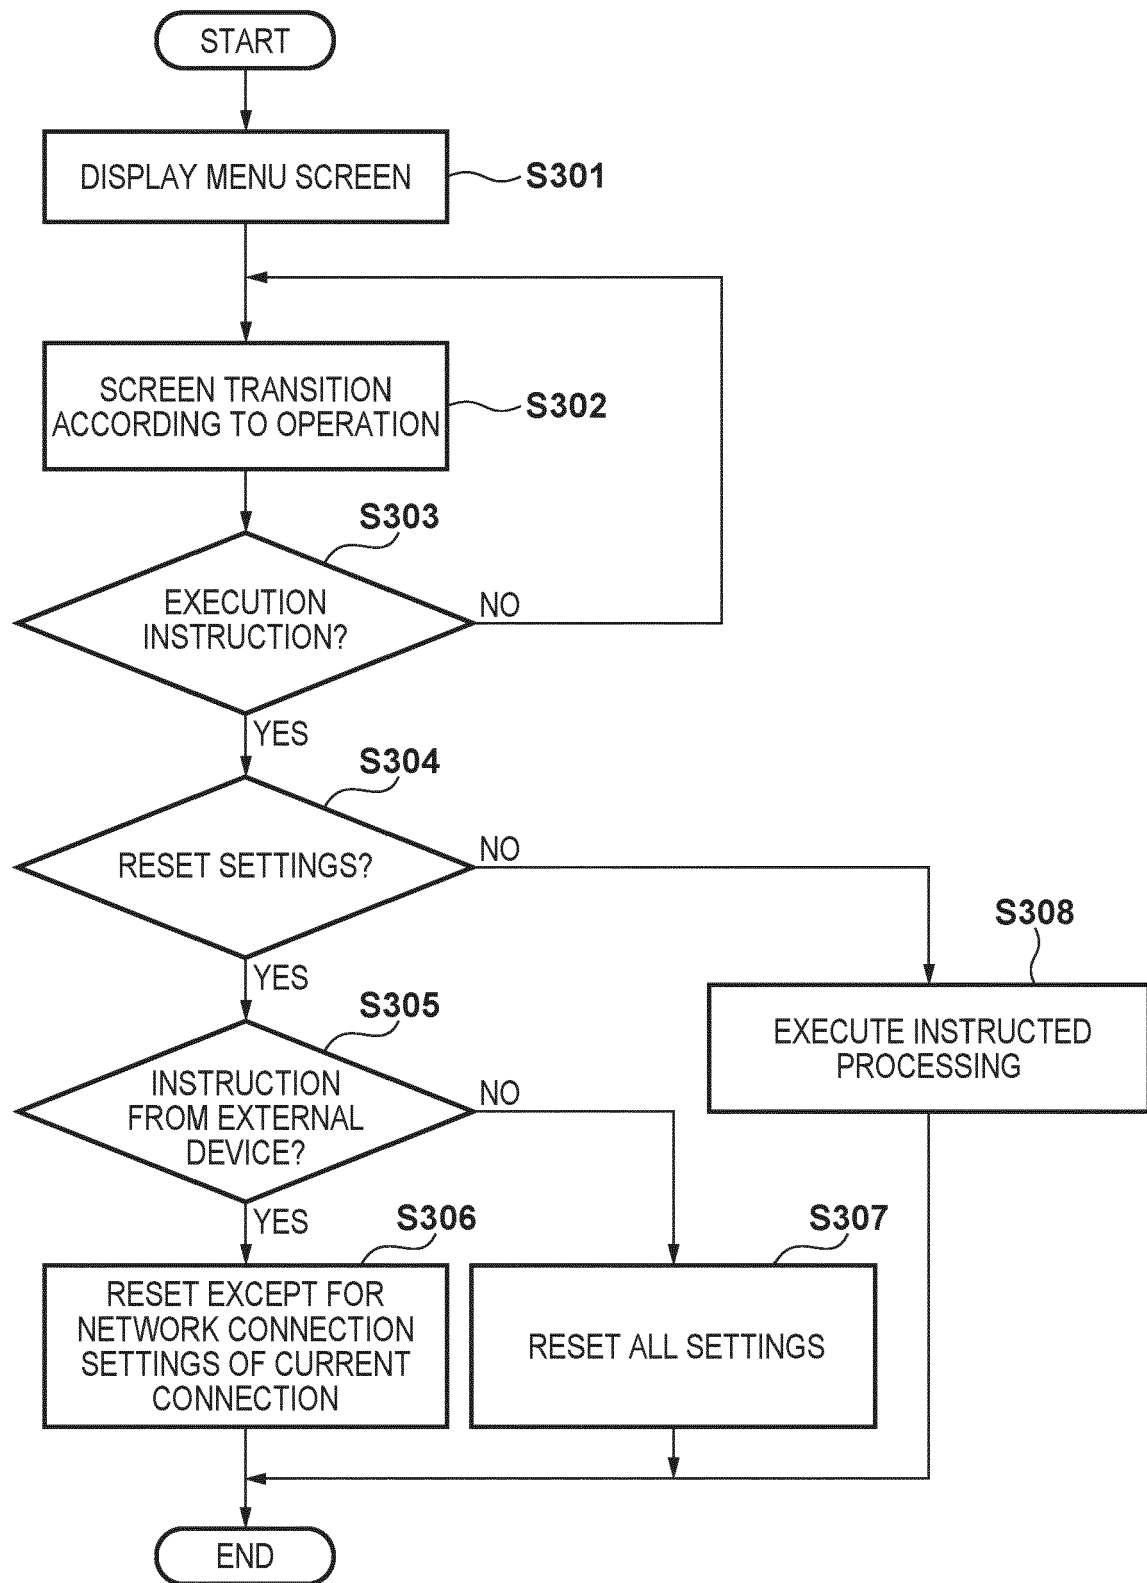 START
DISPLAY MENU SCREEN
S301
SCREEN TRANSITION
ACCORDING TO OPERATION
S302
S303
EXECUTION
INSTRUCTION?
NO
YES
S304
RESET SETTINGS?
NO
YES
S308
EXECUTE INSTRUCTED
PROCESSING
S305
INSTRUCTION
FROM EXTERNAL
DEVICE?
NO
YES
S306
RESET EXCEPT FOR
NETWORK CONNECTION
SETTINGS OF CURRENT
CONNECTION
S307
RESET ALL SETTINGS
END